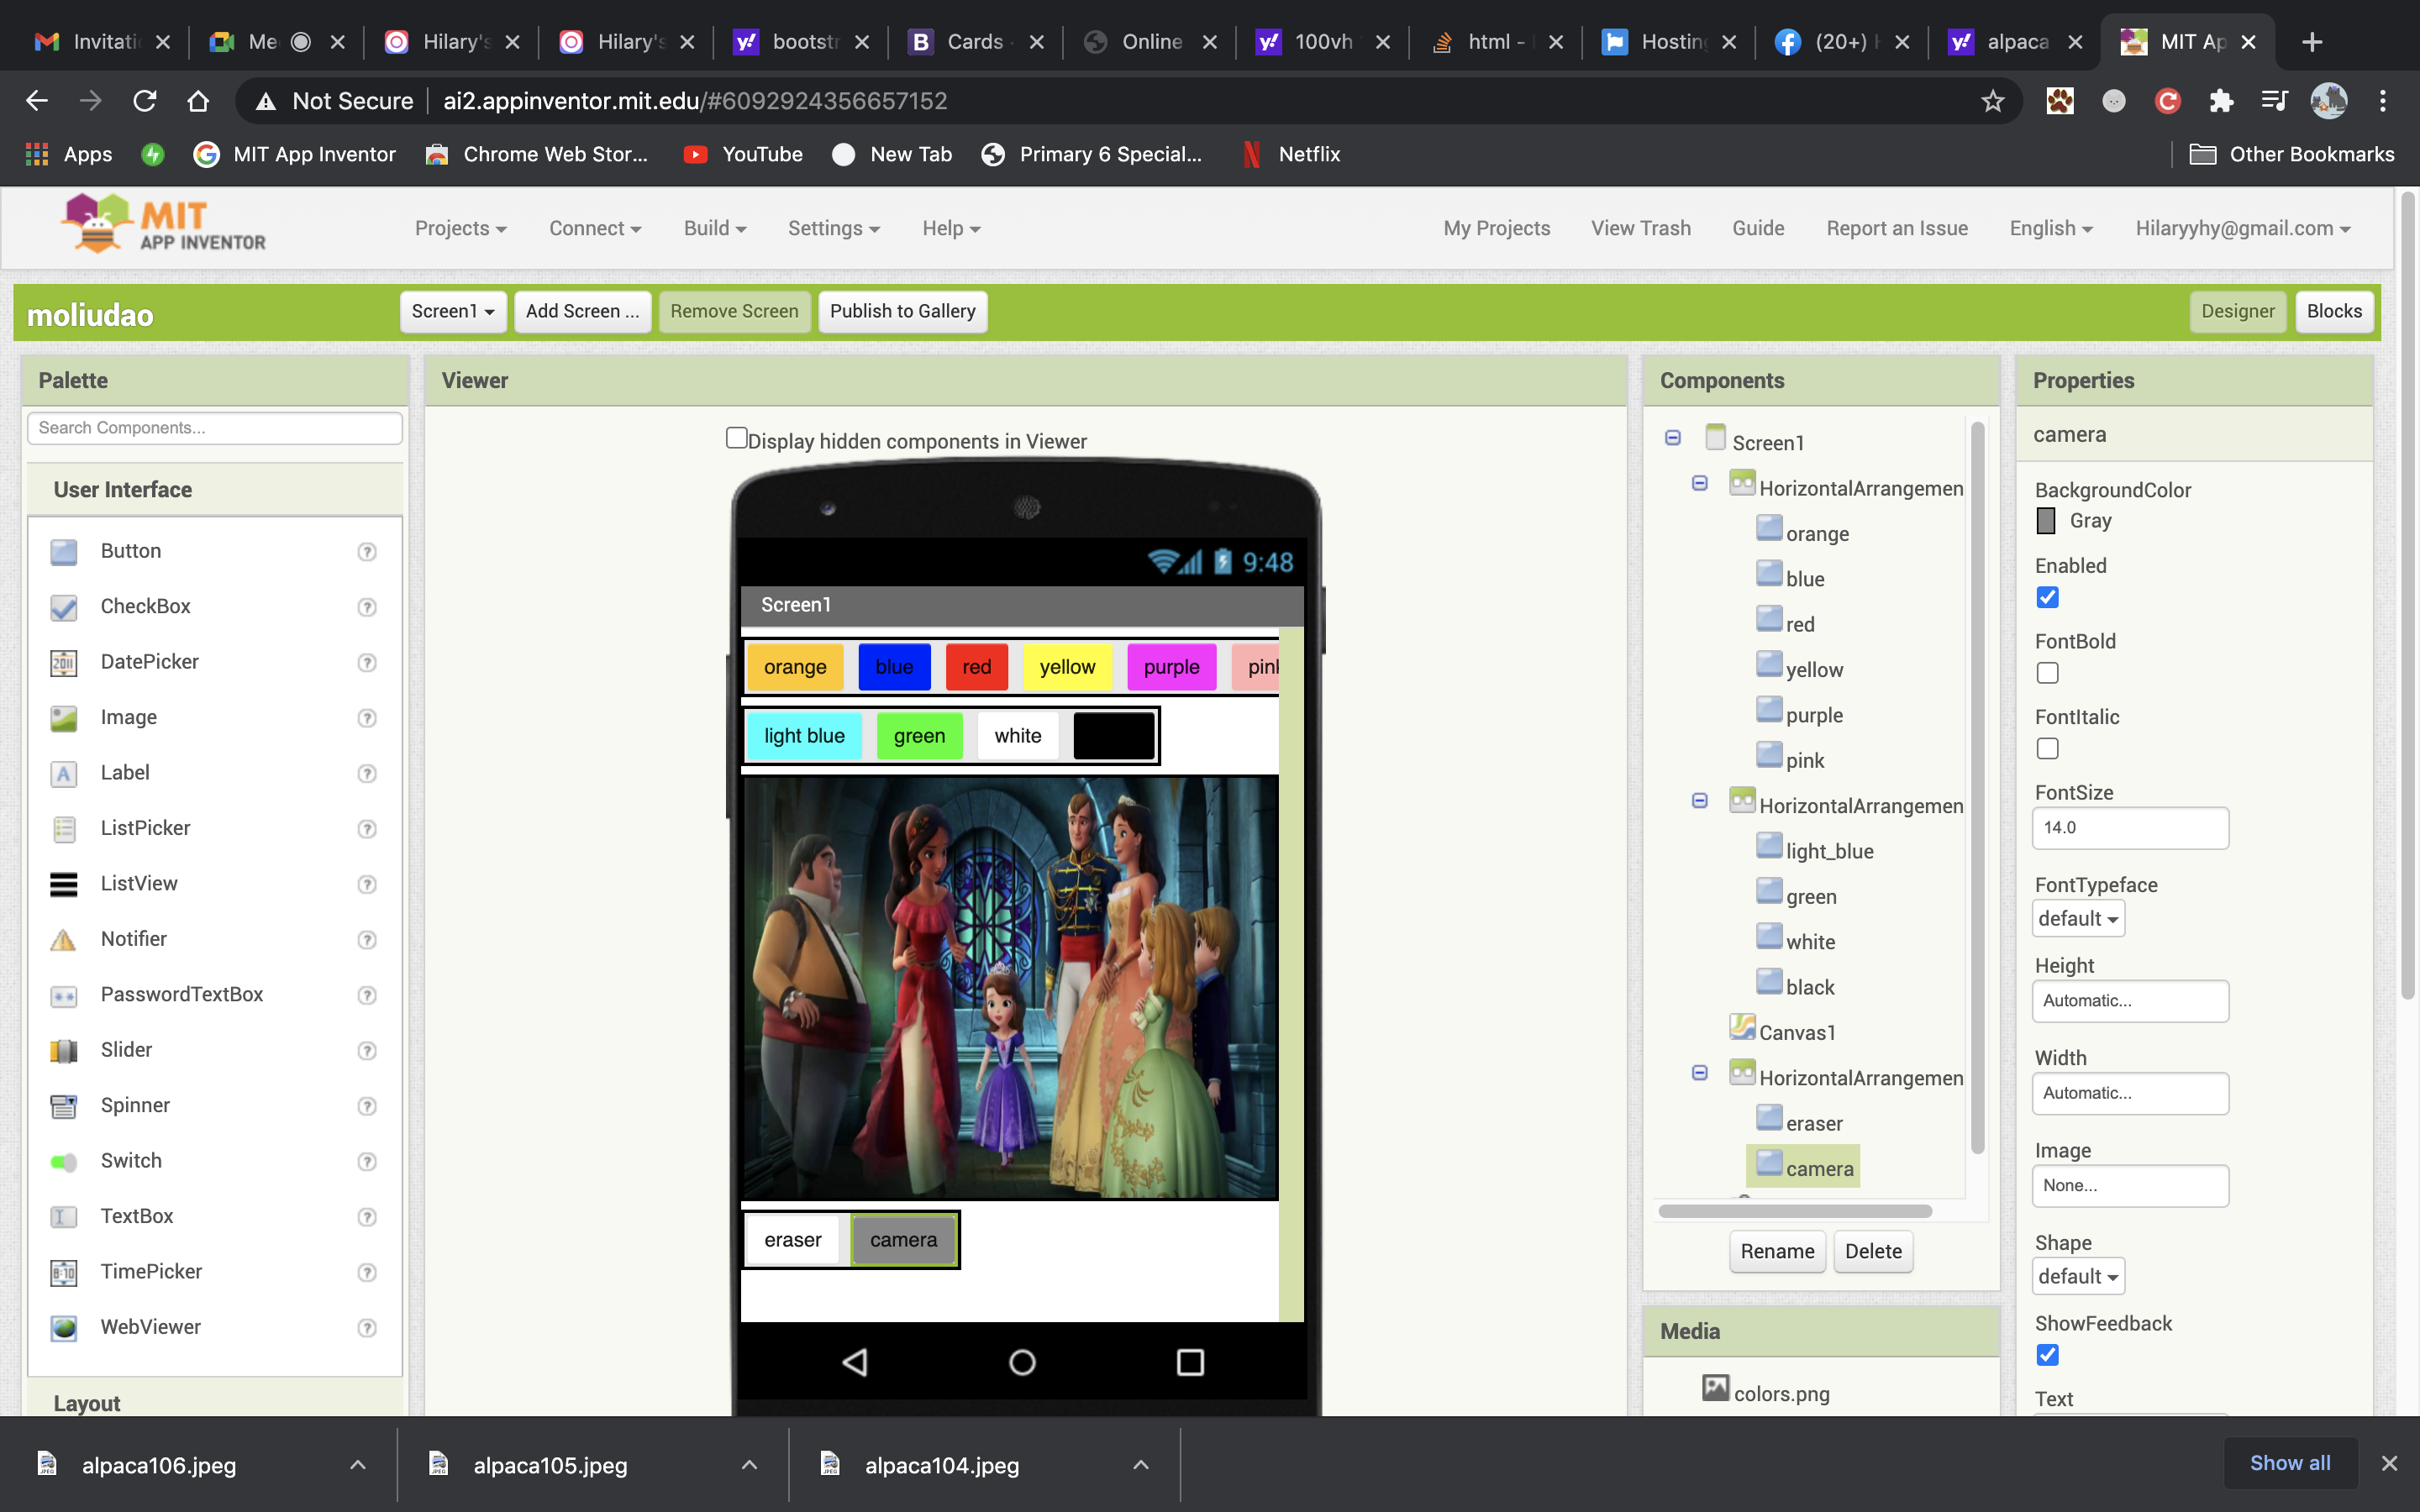 Invitati
Me
Hilary's
Hilary's
bootstr
Cards
Online
100vh
html -
Hosting
(20+)
alpaca
MIT Ap
Not Secure
ai2.appinventor.mit.edu/#6092924356657152
Apps
MIT App Inventor
Chrome Web Stor...
YouTube
New Tab
Primary 6 Special...
Netflix
Other Bookmarks
MIT
APP INVENTOR
Projects
Connect
Build
Settings
Help
My Projects
View Trash
Guide
Report an Issue
English
Hilaryyhy@gmail.com
moliudao
Screen1
Add Screen ...
Remove Screen
Publish to Gallery
Designer
Blocks
Palette
Search Components...
User Interface
Button
CheckBox
DatePicker
Image
Label
ListPicker
ListView
Notifier
PasswordTextBox
Slider
Spinner
Switch
TextBox
TimePicker
WebViewer
Layout
Viewer
Display hidden components in Viewer
9:48
Screen1
orange
blue
red
yellow
purple
pink
light blue
green
white
eraser
camera
Components
Screen1
HorizontalArrangemen
orange
blue
red
yellow
purple
pink
HorizontalArrangemen
light_blue
green
white
black
Canvas1
HorizontalArrangemen
eraser
camera
Rename
Delete
Media
colors.png
Properties
camera
BackgroundColor
Gray
Enabled
FontBold
FontItalic
FontSize
14.0
FontTypeface
default
Height
Automatic...
Width
Automatic...
Image
None...
Shape
default
ShowFeedback
Text
alpaca106.jpeg
alpaca105.jpeg
alpaca104.jpeg
Show all